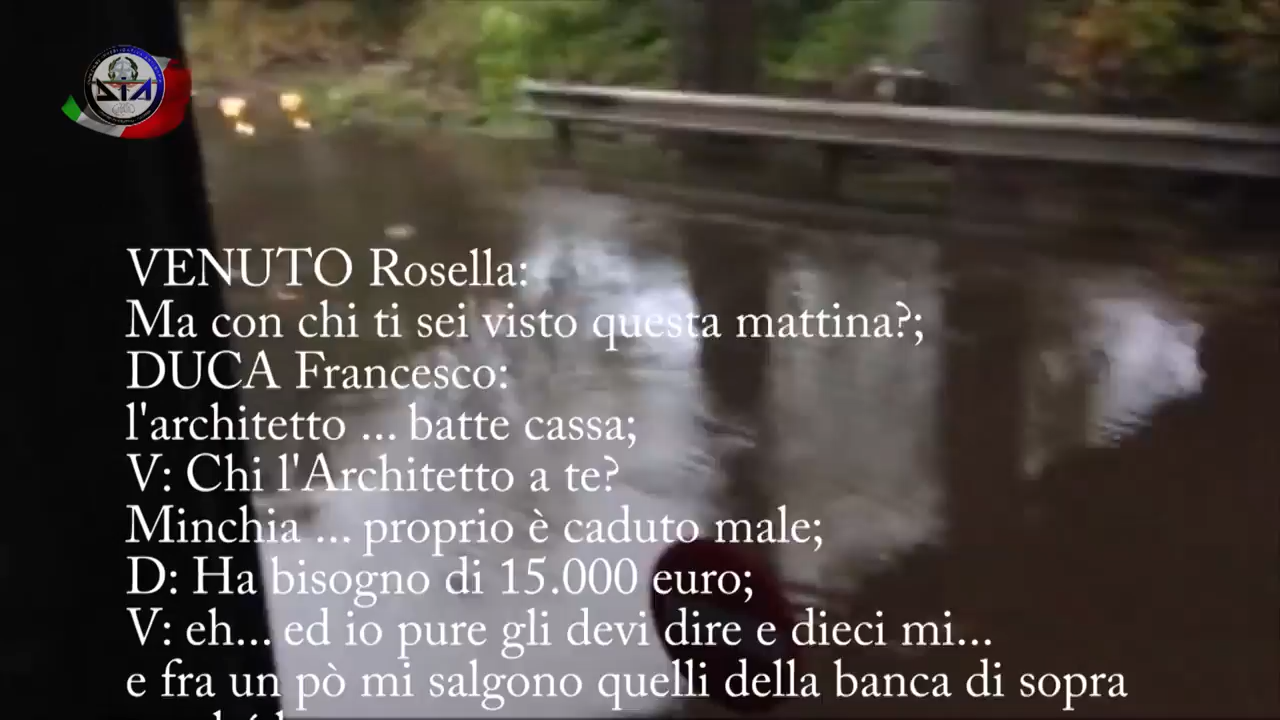 DIA
VENUTO Rosella:
Ma con chi ti sei visto questa mattina?;
DUCA Francesco:
l'architetto ... batte cassa;
V: Chi l'Architetto a te?
Minchia ... proprio è caduto male;
D: Ha bisogno di 15.000 euro;
V: eh... ed io pure gli devi dire e dieci mi...
e fra un pò mi salgono quelli della banca di sopra